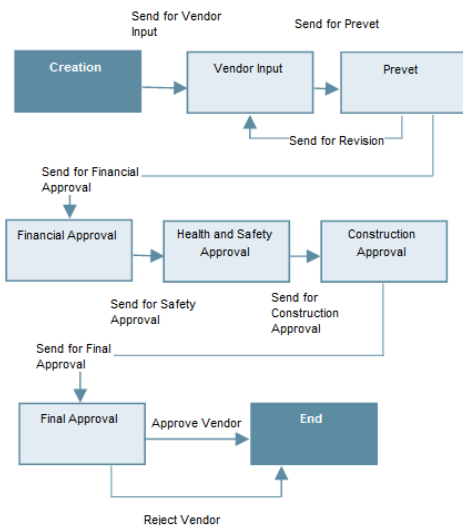 Send for Vendor
Input
Send for Prevet
Creation
Vendor Input
Prevet
Send for Revision
Send for Financial
Approval
Financial Approval
Health and Safety
Approval
Construction
Approval
Send for Safety
Approval
Send for
Construction
Approval
Send for Final
Approval
Final Approval
Approve Vendor
End
Reject Vendor